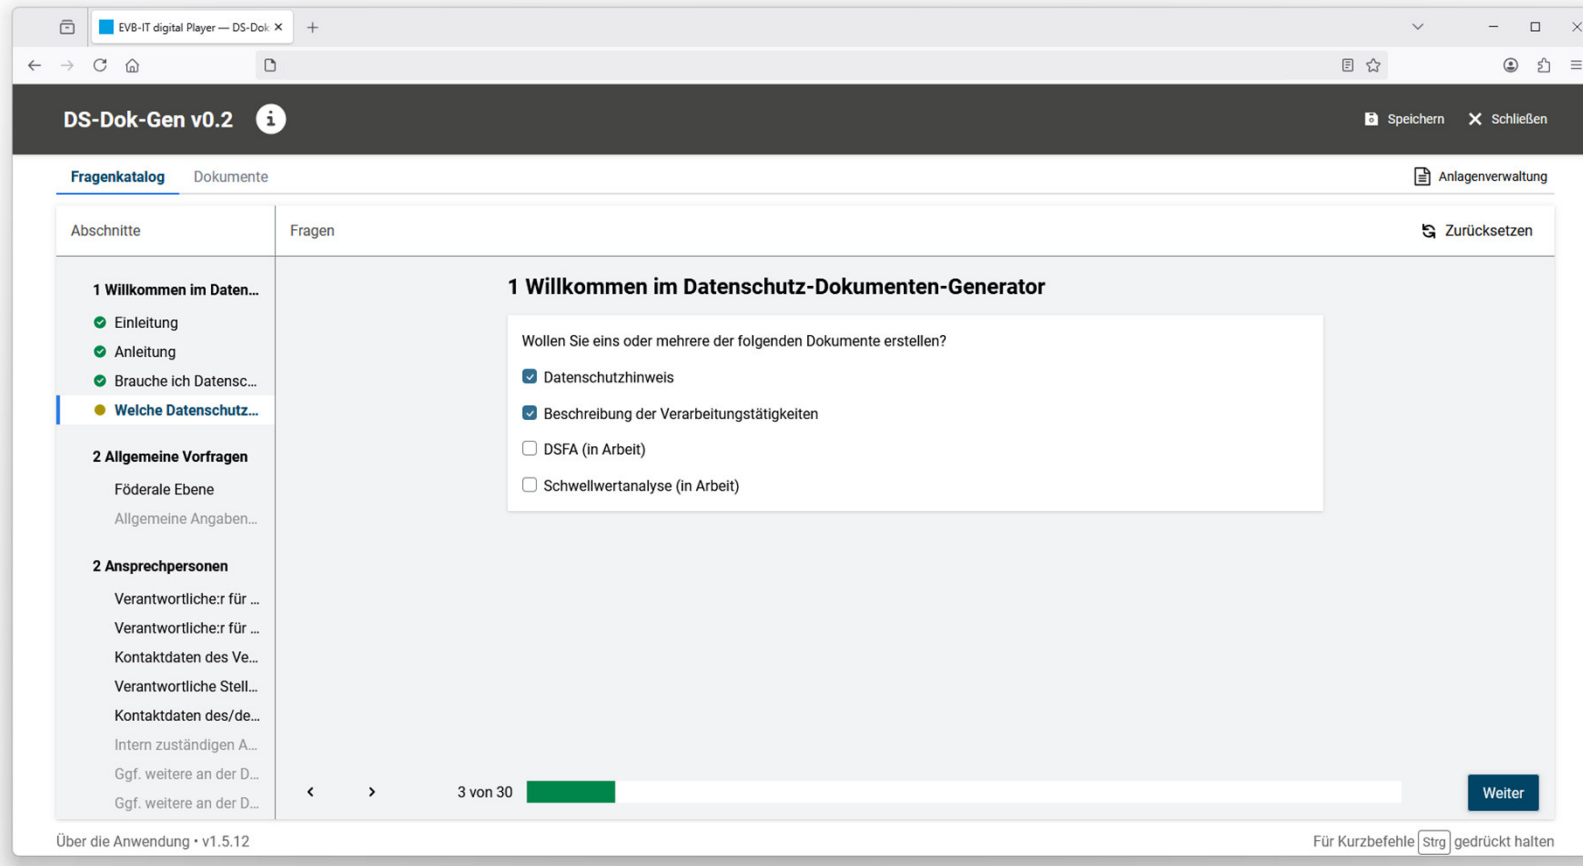 EVB-IT digital Player — DS-Dok
DS-Dok-Gen v0.2
Speichern
Schließen
Fragenkatalog
Dokumente
Anlagenverwaltung
Abschnitte
Fragen
Zurücksetzen
1 Willkommen im Daten...
Einleitung
Anleitung
Brauche ich Datensc...
Welche Datenschutz...
2 Allgemeine Vorfragen
Föderale Ebene
Allgemeine Angaben...
2 Ansprechpersonen
Verantwortliche:r für ...
Verantwortliche:r für ...
Kontaktdaten des Ve...
Verantwortliche Stell...
Kontaktdaten des/de...
Intern zuständigen A...
Ggf. weitere an der D...
Ggf. weitere an der D...
1 Willkommen im Datenschutz-Dokumenten-Generator
Wollen Sie eins oder mehrere der folgenden Dokumente erstellen?
Datenschutzhinweis
Beschreibung der Verarbeitungstätigkeiten
DSFA (in Arbeit)
Schwellwertanalyse (in Arbeit)
3 von 30
Weiter
Über die Anwendung • v1.5.12
Für Kurzbefehle Strg gedrückt halten